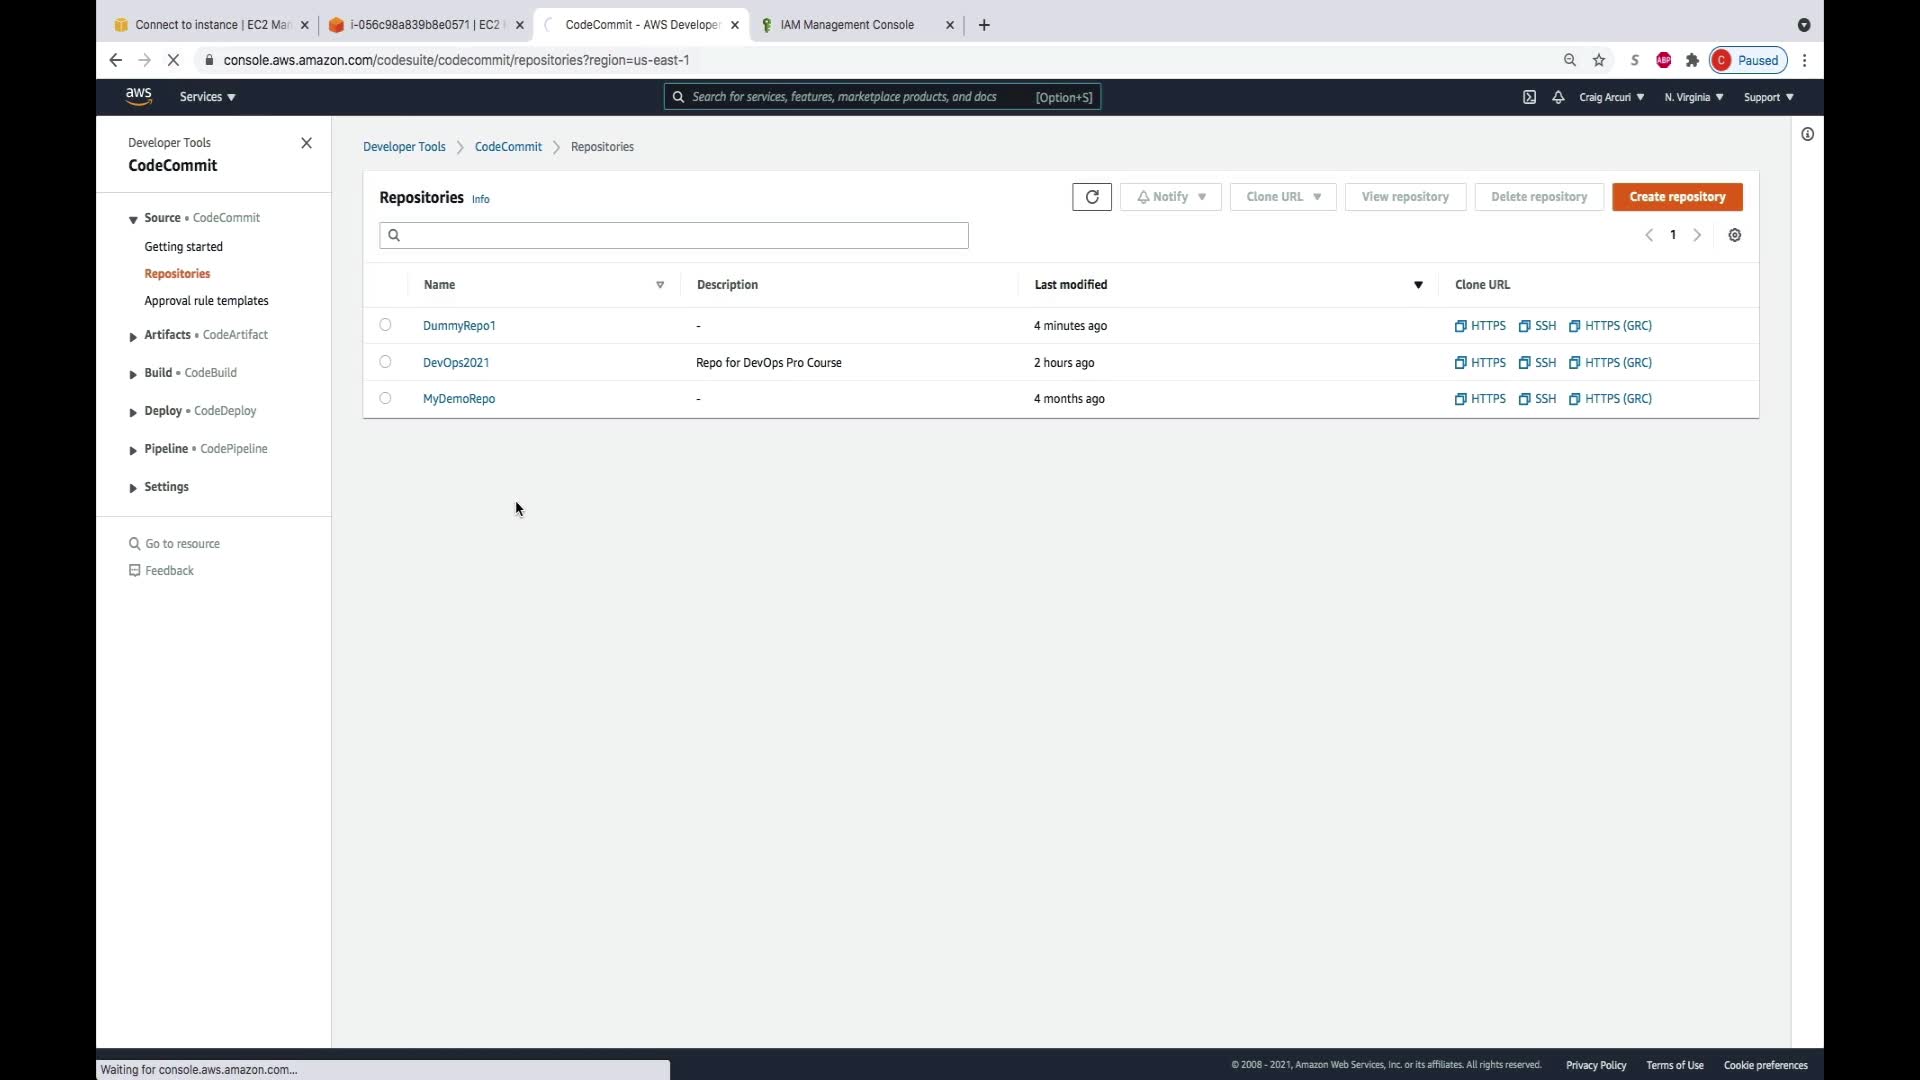 Connect to instance | EC2 Man
i-056c98a839b8e0571 | EC2
CodeCommit - AWS Developer
IAM Management Console
console.aws.amazon.com/codesuite/codecommit/repositories?region=us-east-1
S
ABP
C
Paused
aws
Services
Search for services, features, marketplace products, and docs
[Option+S]
Craig Arcuri
N. Virginia
Support
Developer Tools
CodeCommit
Source • CodeCommit
Getting started
Repositories
Approval rule templates
Artifacts • CodeArtifact
Build • CodeBuild
Deploy • CodeDeploy
Pipeline • CodePipeline
Settings
Go to resource
Feedback
Developer Tools > CodeCommit > Repositories
Repositories Info
Notify
Clone URL
View repository
Delete repository
Create repository
1
Name Description Last modified Clone URL
DummyRepo1 - 4 minutes ago HTTPS SSH HTTPS (GRC)
DevOps2021 Repo for DevOps Pro Course 2 hours ago HTTPS SSH HTTPS (GRC)
MyDemoRepo - 4 months ago HTTPS SSH HTTPS (GRC)
Waiting for console.aws.amazon.com...
© 2008 - 2021, Amazon Web Services, Inc. or its affiliates. All rights reserved.
Privacy Policy
Terms of Use
Cookie preferences